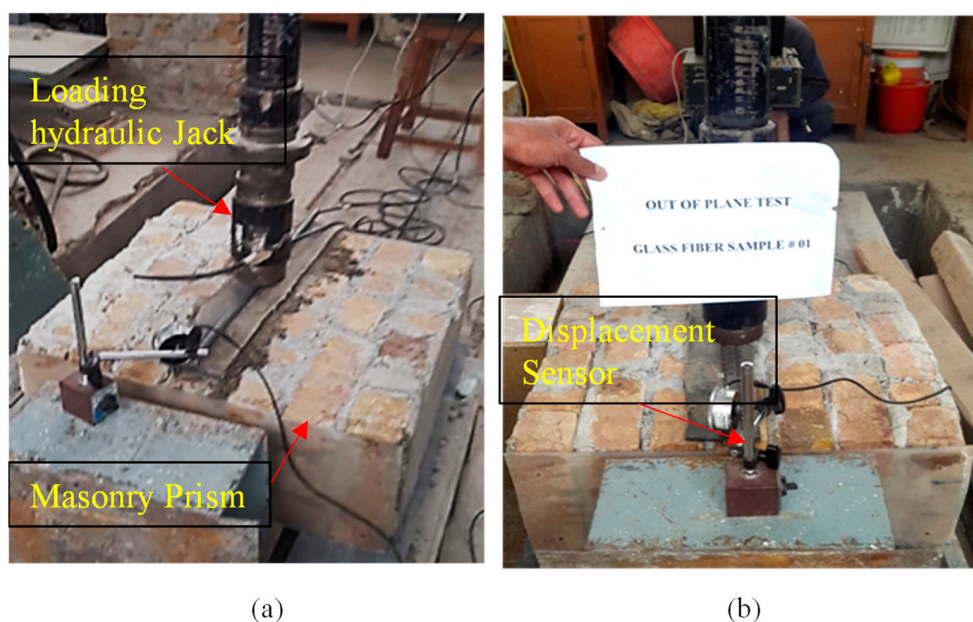 Loading
hydraulic Jack
Masonry Prism
(a)
OUT OF PLANE TEST
GLASS FIBER SAMPLE # 01
Displacement
Sensor
(b)